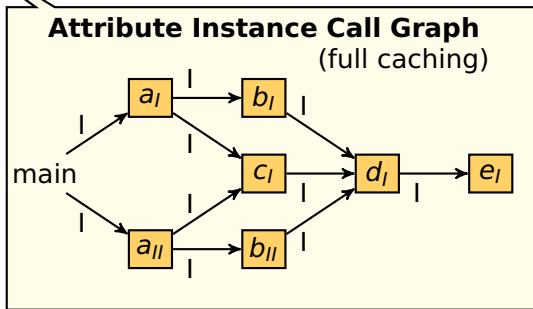 Attribute Instance Call Graph
(full caching)
a_I
I
b_I
I
I
I
main
c_I
I
d_I
I
e_I
I
I
I
a_II
I
b_II